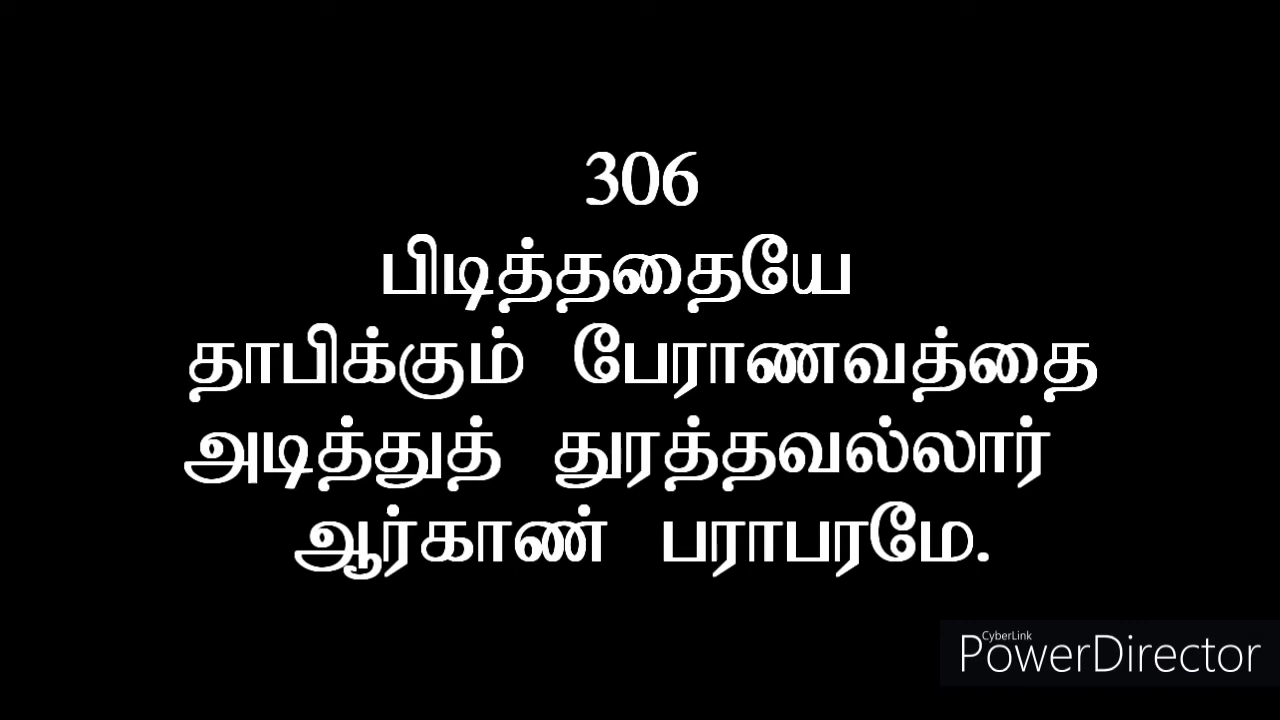 306
பிடித்ததையே
தாபிக்கும் பேராணவத்தை
அடித்துத் துரத்தவல்லார்
ஆர்காண் பராபரமே.
CyberLink
PowerDirector